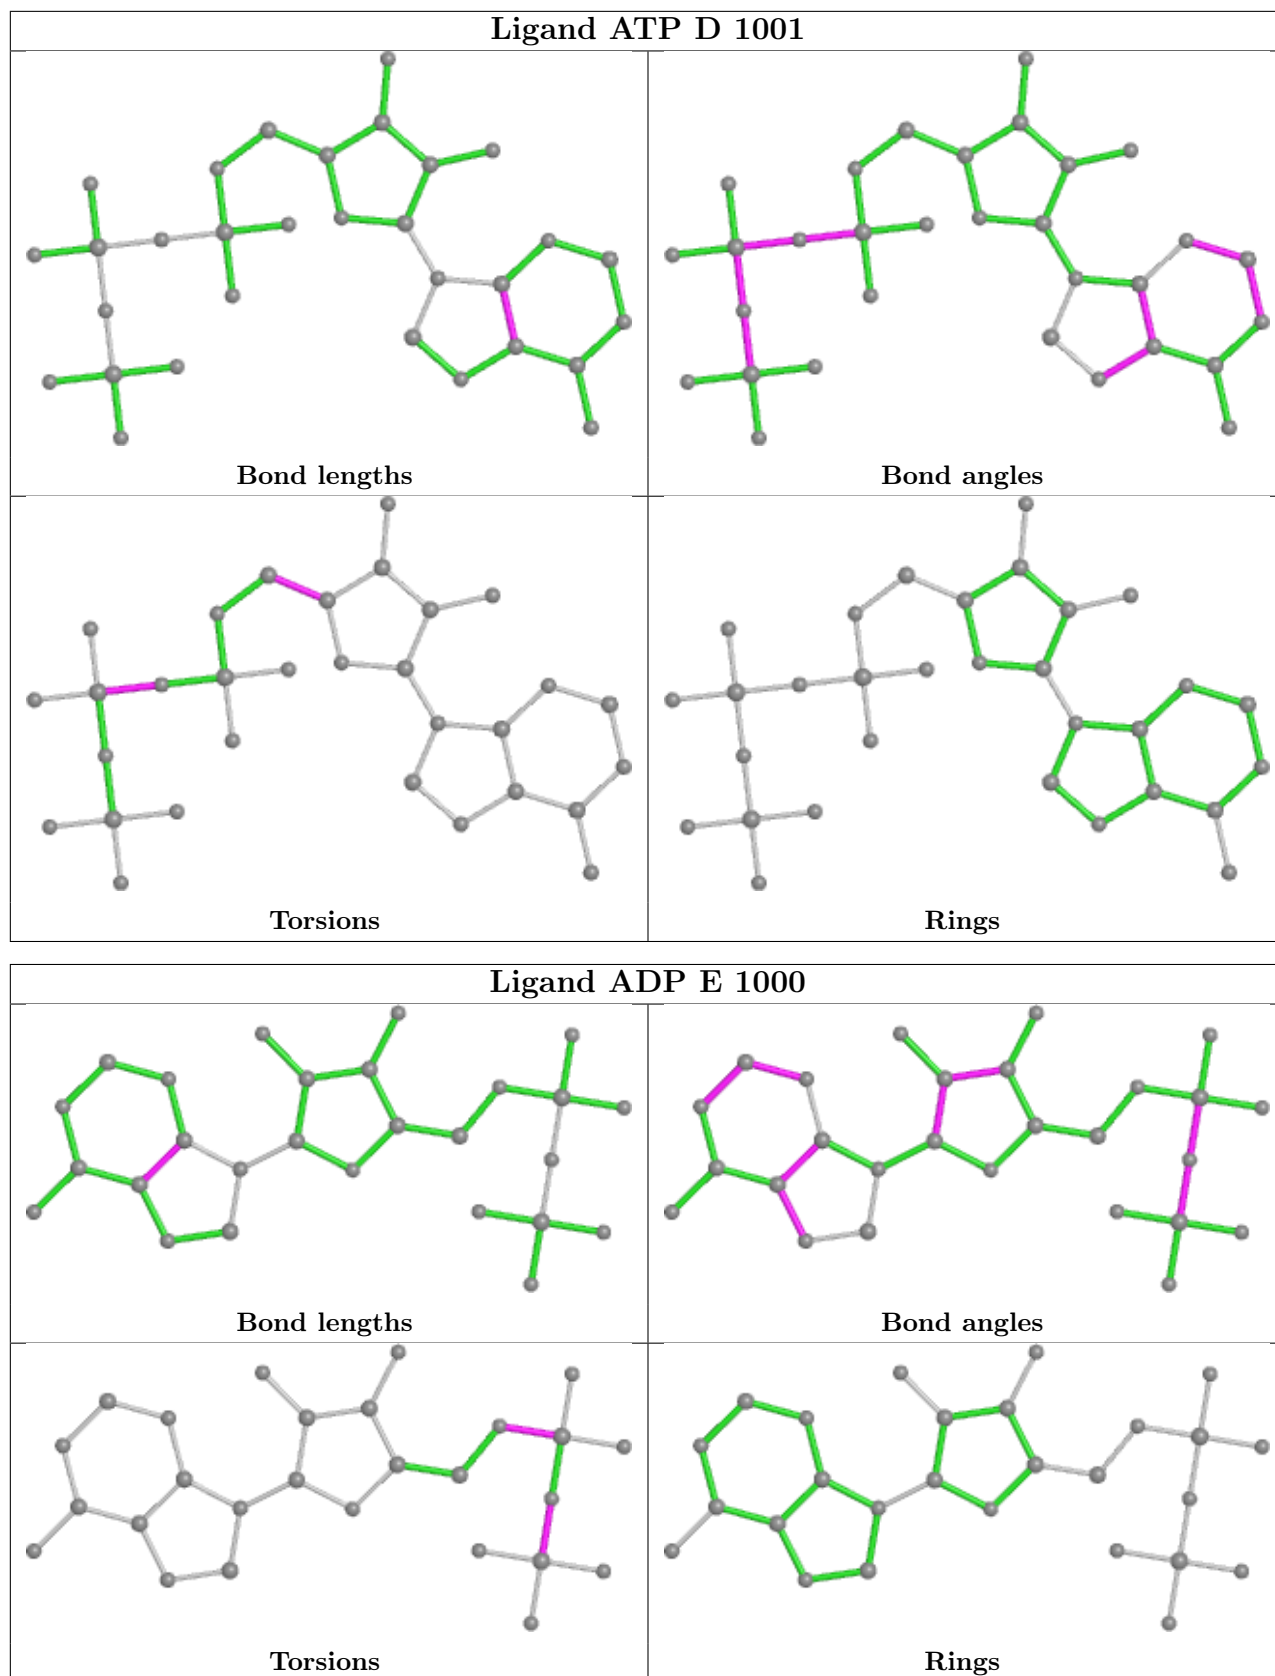 Ligand ATP D 1001
Bond lengths
Bond angles
Torsions
Rings
Ligand ADP E 1000
Bond lengths
Bond angles
Torsions
Rings